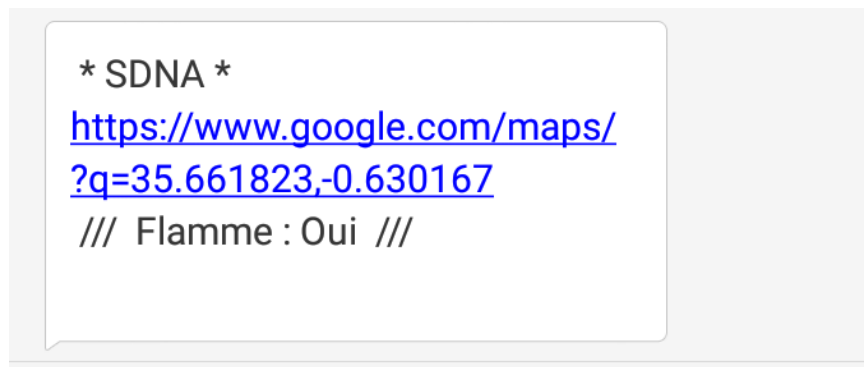 * SDNA *
https://www.google.com/maps/
?q=35.661823,-0.630167
/// Flamme : Oui ///